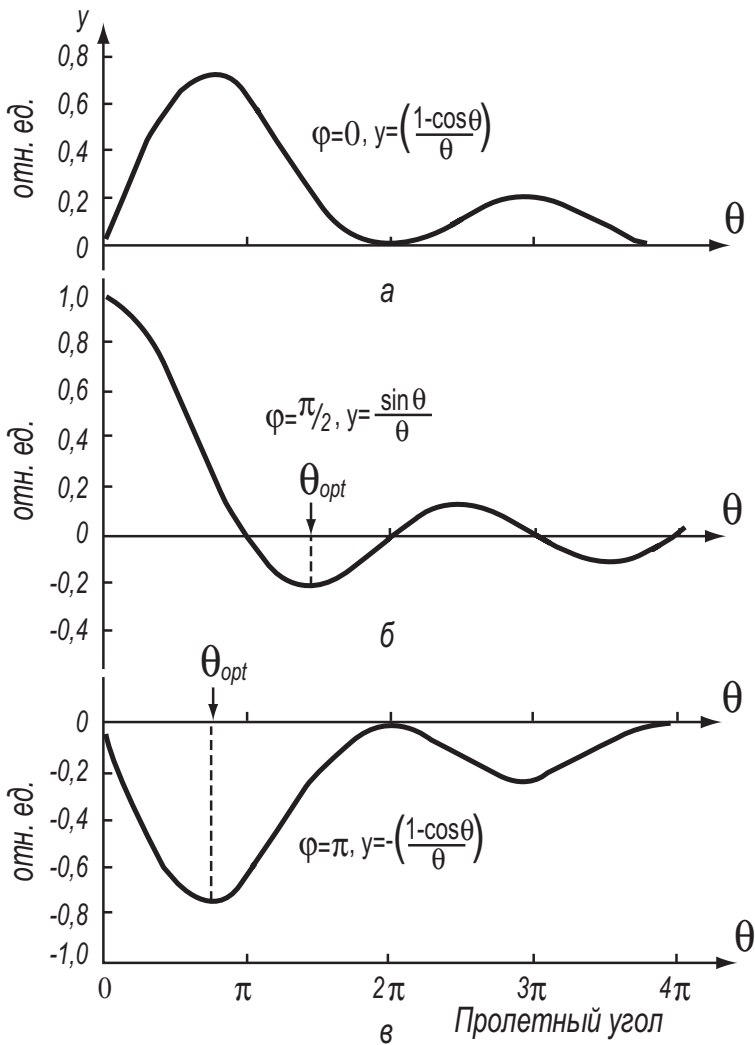 y
0,8
0,6
0,4
0,2
0
отн. ед.
φ=0, y=(1-cosθ/θ)
θ
а
1,0
0,8
0,6
0,4
0,2
0
-0,2
-0,4
отн. ед.
φ=π/2, y=sin θ/θ
θopt
θ
б
θopt
θ
0
-0,2
-0,4
-0,6
-0,8
-1,0
отн. ед.
φ=π, y=-(1-cosθ/θ)
θ
0 π 2π 3π 4π
Пролетный угол
в